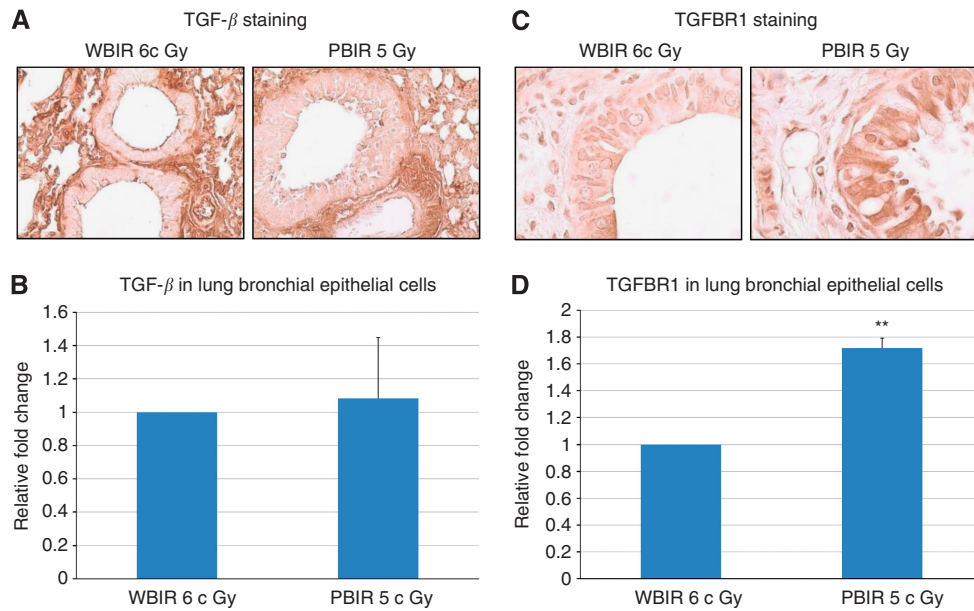 A
TGF-β staining
WBIR 6c Gy
PBIR 5 Gy
C
TGFBR1 staining
WBIR 6c Gy
PBIR 5 Gy
B
TGF-β in lung bronchial epithelial cells
Relative fold change
1.6
1.4
1.2
1
0.8
0.6
0.4
0.2
0
WBIR 6 c Gy
PBIR 5 c Gy
D
TGFBR1 in lung bronchial epithelial cells
Relative fold change
2
1.8
1.6
1.4
1.2
1
0.8
0.6
0.4
0.2
0
**
WBIR 6 c Gy
PBIR 5 c Gy